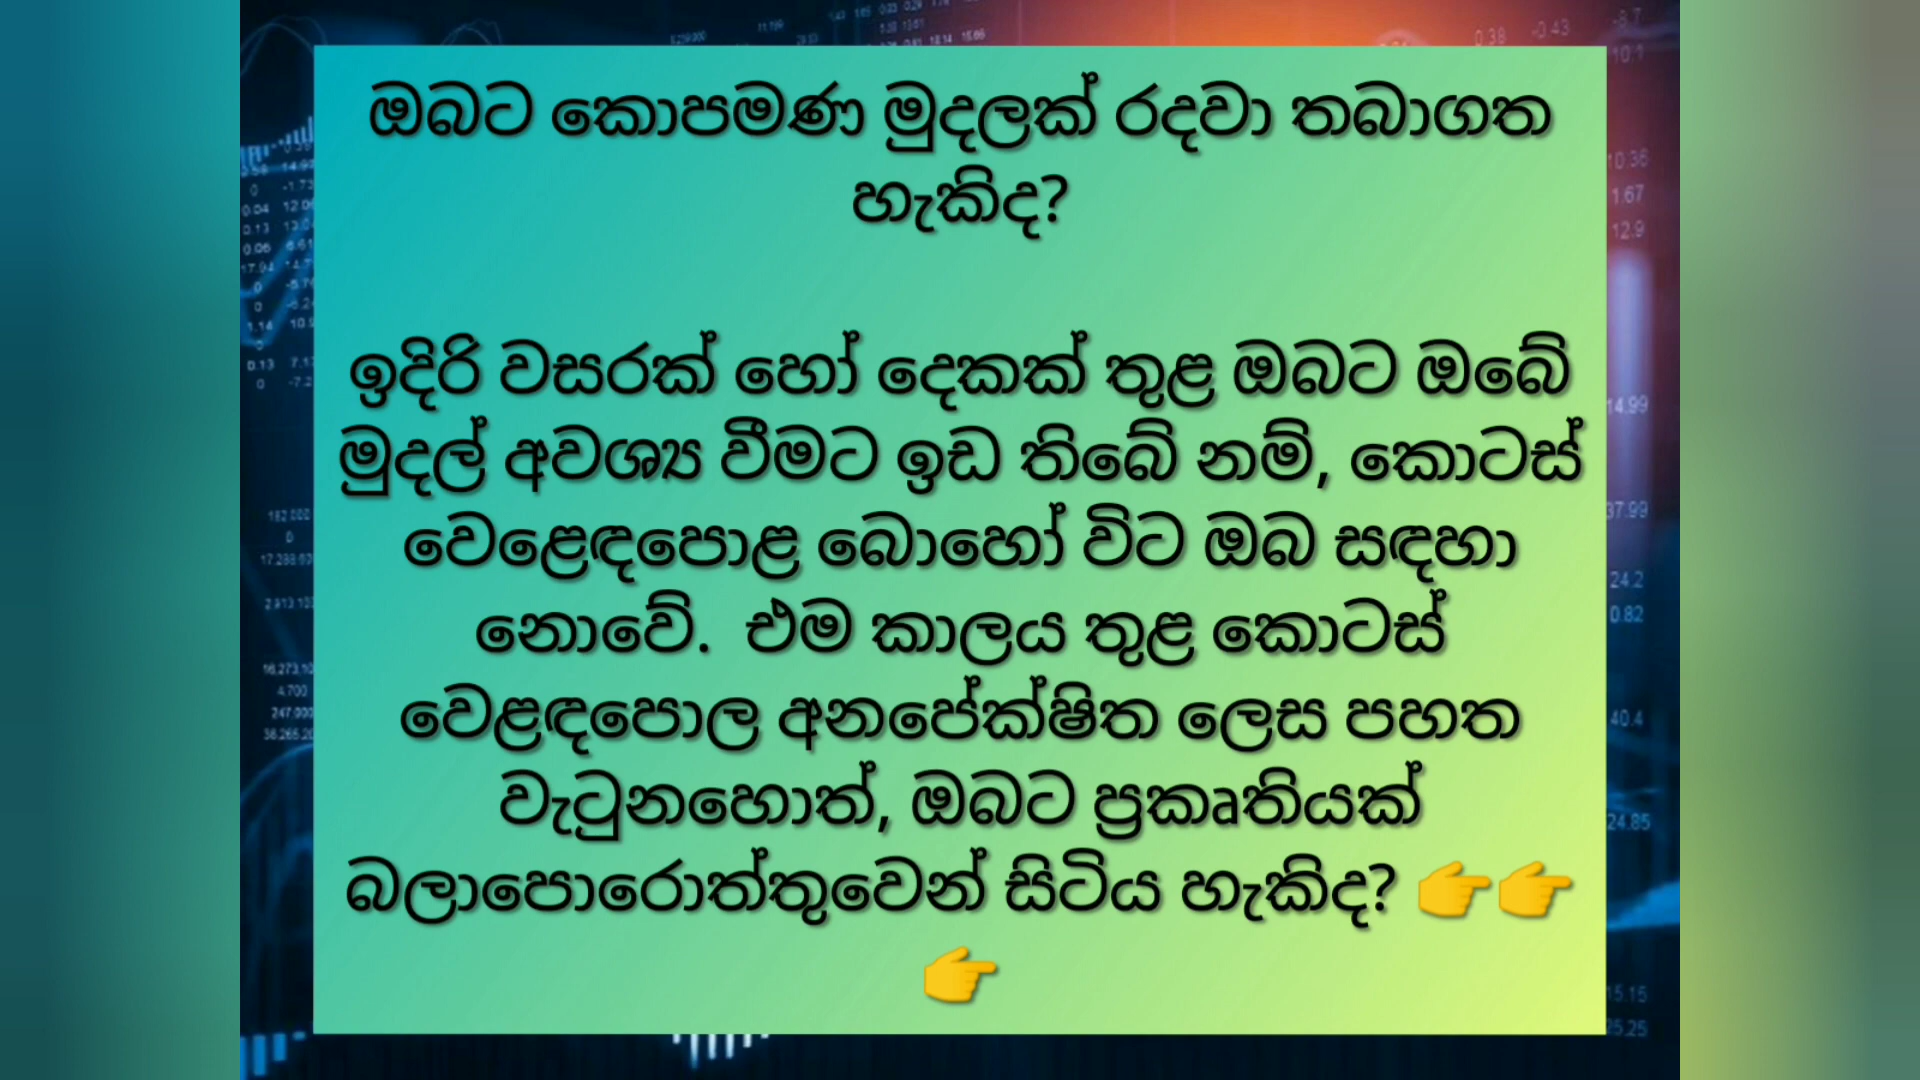 ඔබට කොපමණ මුදලක් රදවා තබාගත
හැකිද?
ඉදිරි වසරක් හෝ දෙකක් තුළ ඔබට ඔබේ
මුදල් අවශ්‍ය වීමට ඉඩ තිබේ නම්, කොටස්
වෙළෙඳපොළ බොහෝ විට ඔබ සඳහා
නොවේ. එම කාලය තුළ කොටස්
වෙළඳපොල අනපේක්ෂිත ලෙස පහත
වැටුනහොත්, ඔබට ප්‍රකෘතියක්
බලාපොරොත්තුවෙන් සිටිය හැකිද? 👉👉
👉